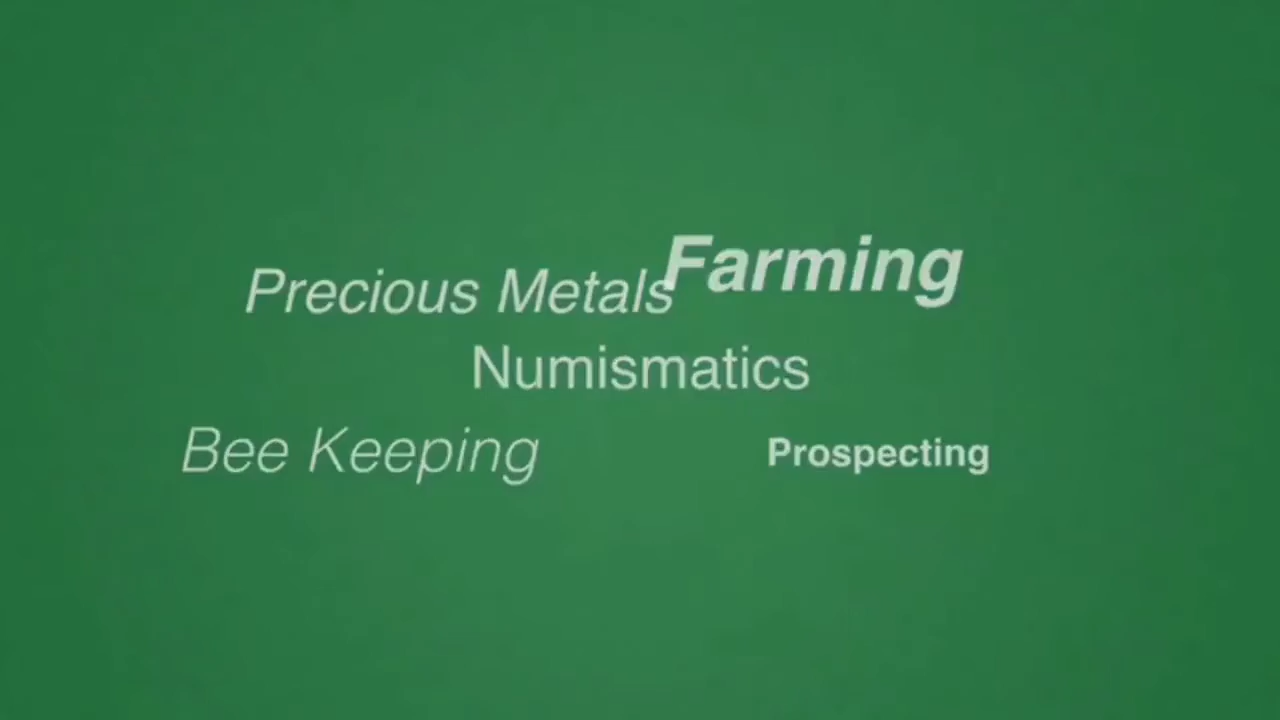 Farming
Precious Metals
Numismatics
Bee Keeping
Prospecting